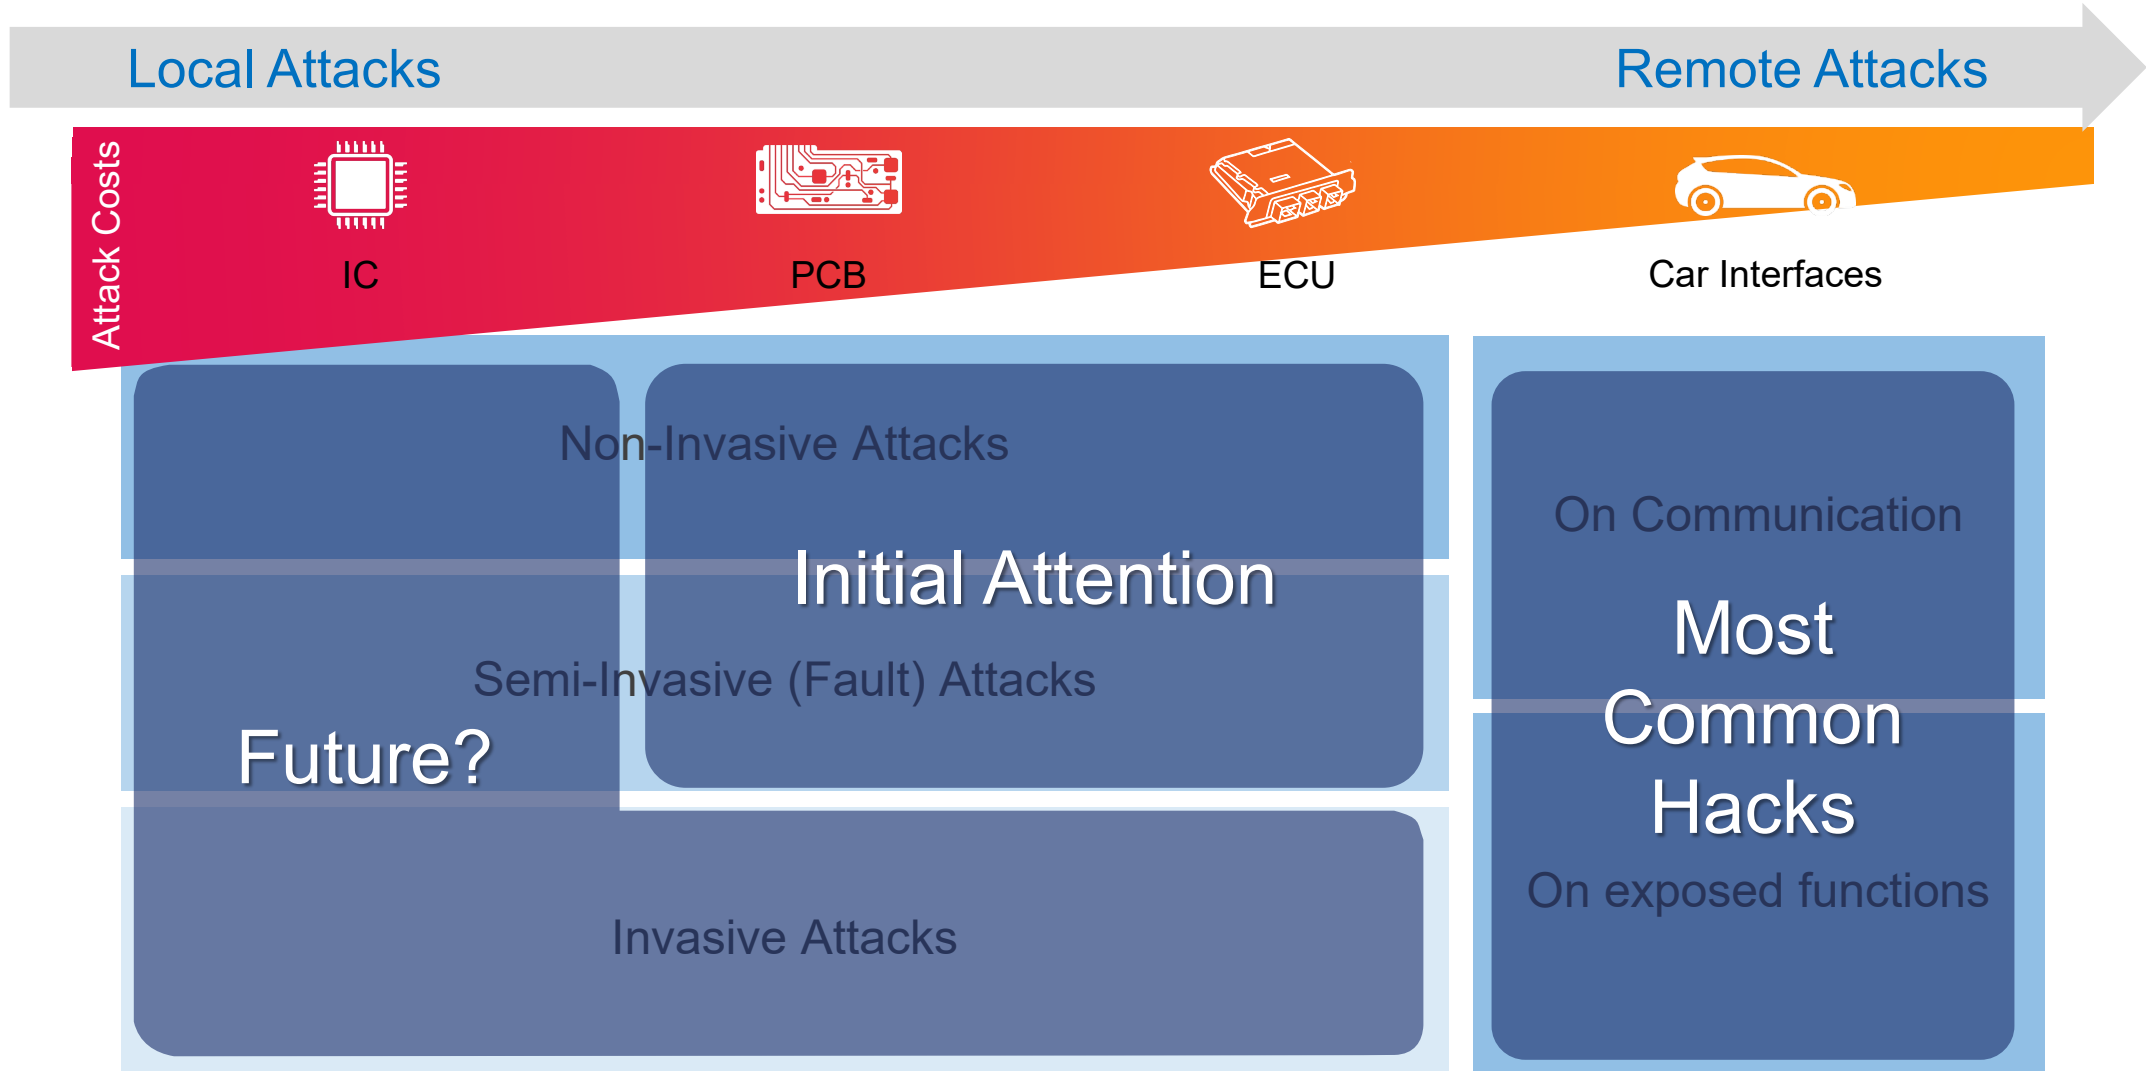 Local Attacks
Remote Attacks
Attack Costs
IC
PCB
ECU
Car Interfaces
Non-Invasive Attacks
Initial Attention
Semi-Invasive (Fault) Attacks
Future?
Invasive Attacks
On Communication
Most
Common
Hacks
On exposed functions